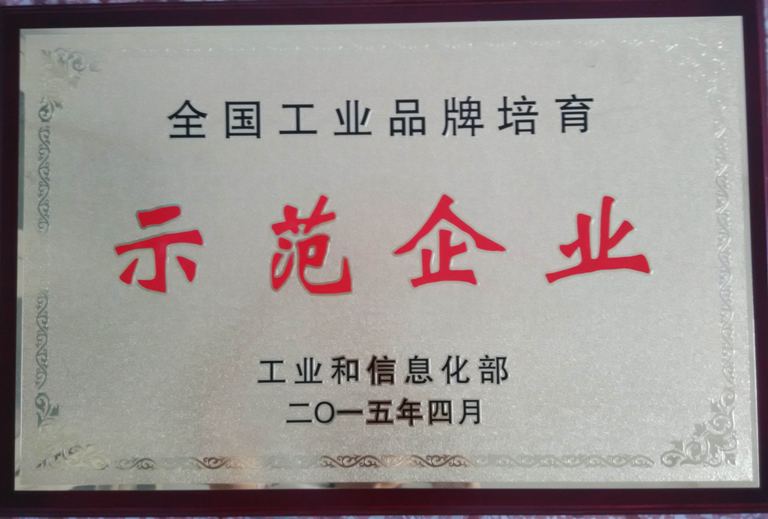 全国工业品牌培育
示范企业
工业和信息化部
二〇一五年四月